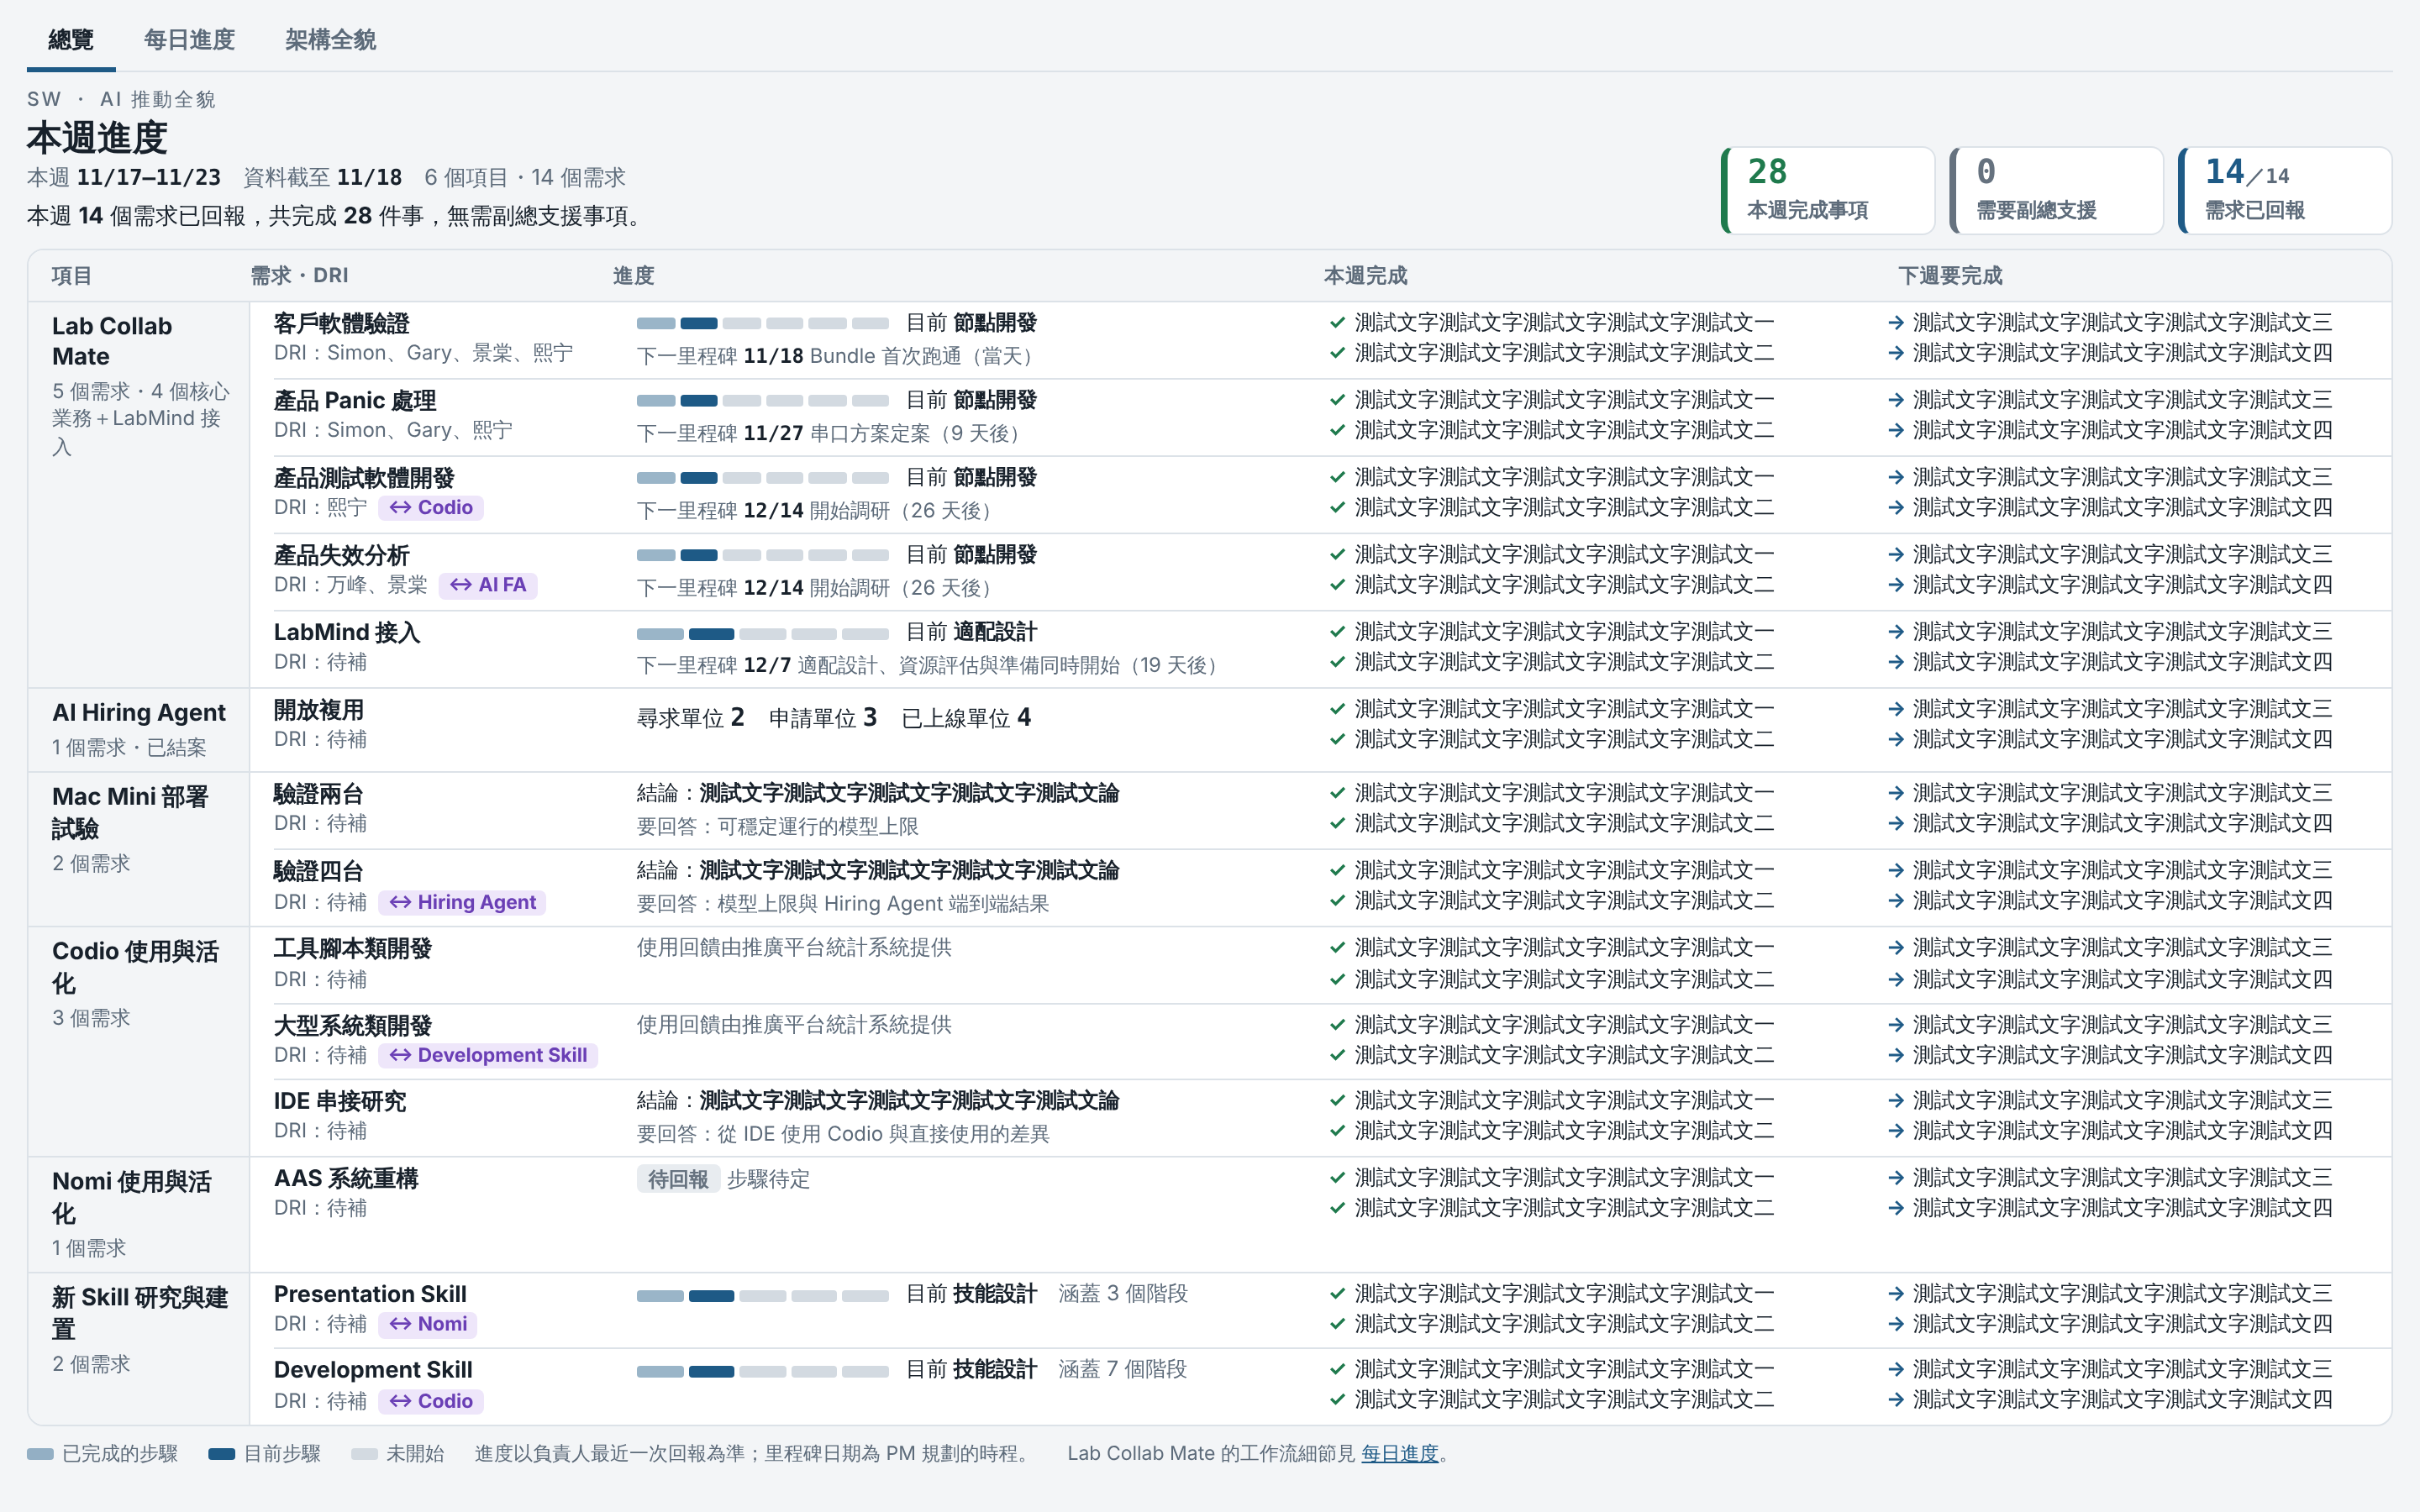 總覽 每日進度 架構全貌
SW · AI 推動全貌
本週進度
本週 11/17–11/23 資料截至 11/18 6 個項目・14 個需求
本週 14 個需求已回報，共完成 28 件事，無需副總支援事項。
28
本週完成事項
0
需要副總支援
14／14
需求已回報
項目 需求・DRI 進度 本週完成 下週要完成
Lab Collab
Mate
5 個需求・4 個核心
業務＋LabMind 接
入
客戶軟體驗證
DRI：Simon、Gary、景棠、熙宁
目前 節點開發
下一里程碑 11/18 Bundle 首次跑通（當天）
✓ 測試文字測試文字測試文字測試文字測試文一
✓ 測試文字測試文字測試文字測試文字測試文二
→ 測試文字測試文字測試文字測試文字測試文三
→ 測試文字測試文字測試文字測試文字測試文四
產品 Panic 處理
DRI：Simon、Gary、熙宁
目前 節點開發
下一里程碑 11/27 串口方案定案（9 天後）
✓ 測試文字測試文字測試文字測試文字測試文一
✓ 測試文字測試文字測試文字測試文字測試文二
→ 測試文字測試文字測試文字測試文字測試文三
→ 測試文字測試文字測試文字測試文字測試文四
產品測試軟體開發
DRI：熙宁 ↔ Codio
目前 節點開發
下一里程碑 12/14 開始調研（26 天後）
✓ 測試文字測試文字測試文字測試文字測試文一
✓ 測試文字測試文字測試文字測試文字測試文二
→ 測試文字測試文字測試文字測試文字測試文三
→ 測試文字測試文字測試文字測試文字測試文四
產品失效分析
DRI：万峰、景棠 ↔ AI FA
目前 節點開發
下一里程碑 12/14 開始調研（26 天後）
✓ 測試文字測試文字測試文字測試文字測試文一
✓ 測試文字測試文字測試文字測試文字測試文二
→ 測試文字測試文字測試文字測試文字測試文三
→ 測試文字測試文字測試文字測試文字測試文四
LabMind 接入
DRI：待補
目前 適配設計
下一里程碑 12/7 適配設計、資源評估與準備同時開始（19 天後）
✓ 測試文字測試文字測試文字測試文字測試文一
✓ 測試文字測試文字測試文字測試文字測試文二
→ 測試文字測試文字測試文字測試文字測試文三
→ 測試文字測試文字測試文字測試文字測試文四
AI Hiring Agent
1 個需求・已結案
開放複用
DRI：待補
尋求單位 2 申請單位 3 已上線單位 4
✓ 測試文字測試文字測試文字測試文字測試文一
✓ 測試文字測試文字測試文字測試文字測試文二
→ 測試文字測試文字測試文字測試文字測試文三
→ 測試文字測試文字測試文字測試文字測試文四
Mac Mini 部署
試驗
2 個需求
驗證兩台
DRI：待補
結論：測試文字測試文字測試文字測試文字測試文論
要回答：可穩定運行的模型上限
✓ 測試文字測試文字測試文字測試文字測試文一
✓ 測試文字測試文字測試文字測試文字測試文二
→ 測試文字測試文字測試文字測試文字測試文三
→ 測試文字測試文字測試文字測試文字測試文四
驗證四台
DRI：待補 ↔ Hiring Agent
結論：測試文字測試文字測試文字測試文字測試文論
要回答：模型上限與 Hiring Agent 端到端結果
✓ 測試文字測試文字測試文字測試文字測試文一
✓ 測試文字測試文字測試文字測試文字測試文二
→ 測試文字測試文字測試文字測試文字測試文三
→ 測試文字測試文字測試文字測試文字測試文四
Codio 使用與活
化
3 個需求
工具腳本類開發
DRI：待補
使用回饋由推廣平台統計系統提供
✓ 測試文字測試文字測試文字測試文字測試文一
✓ 測試文字測試文字測試文字測試文字測試文二
→ 測試文字測試文字測試文字測試文字測試文三
→ 測試文字測試文字測試文字測試文字測試文四
大型系統類開發
DRI：待補 ↔ Development Skill
使用回饋由推廣平台統計系統提供
✓ 測試文字測試文字測試文字測試文字測試文一
✓ 測試文字測試文字測試文字測試文字測試文二
→ 測試文字測試文字測試文字測試文字測試文三
→ 測試文字測試文字測試文字測試文字測試文四
IDE 串接研究
DRI：待補
結論：測試文字測試文字測試文字測試文字測試文論
要回答：從 IDE 使用 Codio 與直接使用的差異
✓ 測試文字測試文字測試文字測試文字測試文一
✓ 測試文字測試文字測試文字測試文字測試文二
→ 測試文字測試文字測試文字測試文字測試文三
→ 測試文字測試文字測試文字測試文字測試文四
Nomi 使用與活
化
1 個需求
AAS 系統重構
DRI：待補
待回報 步驟待定
✓ 測試文字測試文字測試文字測試文字測試文一
✓ 測試文字測試文字測試文字測試文字測試文二
→ 測試文字測試文字測試文字測試文字測試文三
→ 測試文字測試文字測試文字測試文字測試文四
新 Skill 研究與建
置
2 個需求
Presentation Skill
DRI：待補 ↔ Nomi
目前 技能設計 涵蓋 3 個階段
✓ 測試文字測試文字測試文字測試文字測試文一
✓ 測試文字測試文字測試文字測試文字測試文二
→ 測試文字測試文字測試文字測試文字測試文三
→ 測試文字測試文字測試文字測試文字測試文四
Development Skill
DRI：待補 ↔ Codio
目前 技能設計 涵蓋 7 個階段
✓ 測試文字測試文字測試文字測試文字測試文一
✓ 測試文字測試文字測試文字測試文字測試文二
→ 測試文字測試文字測試文字測試文字測試文三
→ 測試文字測試文字測試文字測試文字測試文四
已完成的步驟 目前步驟 未開始 進度以負責人最近一次回報為準；里程碑日期為 PM 規劃的時程。 Lab Collab Mate 的工作流細節見 每日進度。